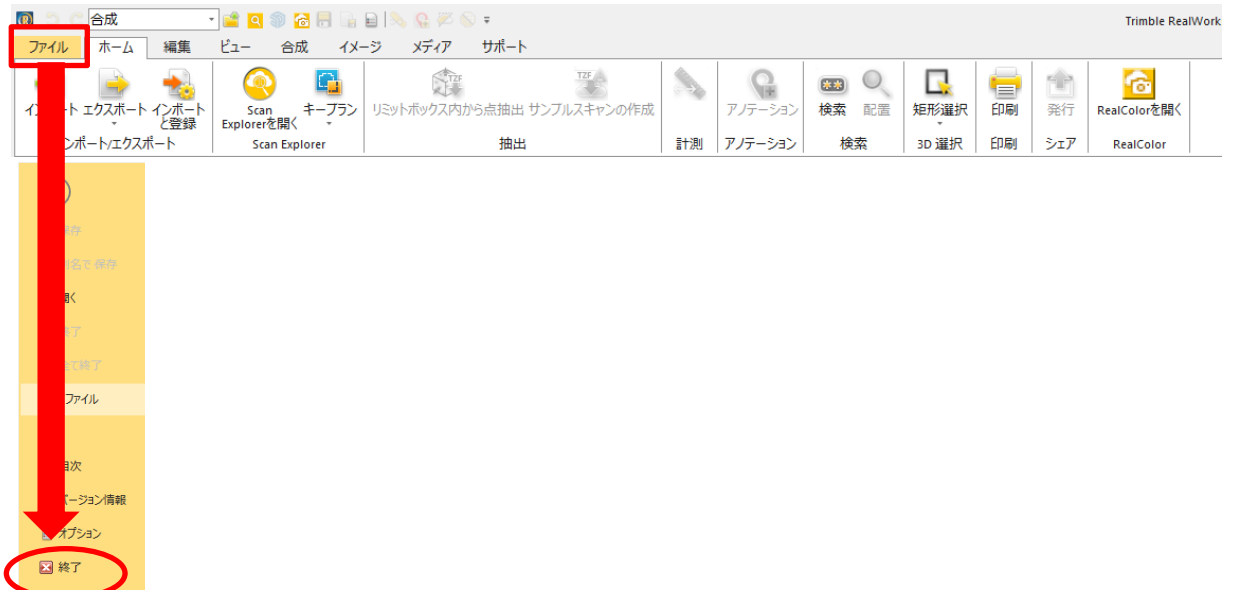 合成
Trimble RealWork
ファイル ホーム 編集 ビュー 合成 イメージ メディア サポート
エクスポート インポートと登録 Scan Explorerを開く キープラン リミットボックス内から点抽出 サンプルスキャンの作成 アノテーション 検索 配置 矩形選択 印刷 発行 RealColorを開く
ンポート/エクスポート Scan Explorer 抽出 計測 アノテーション 検索 3D 選択 印刷 シェア RealColor
保存
名で 保存
開く
終了
全て終了
ファイル
目次
バージョン情報
オプション
終了